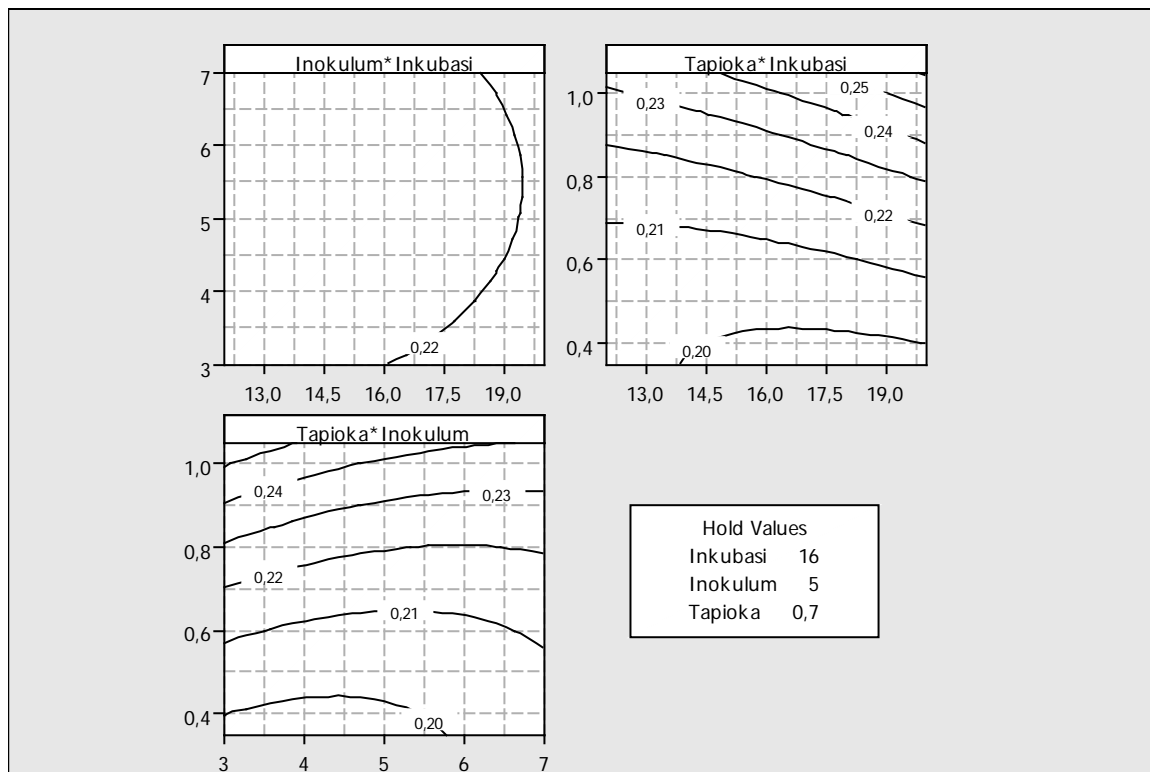 Inokulum*Inkubasi
7
6
5
4
3
0,22
13,0 14,5 16,0 17,5 19,0
Tapioka*Inkubasi
1,0
0,8
0,6
0,4
0,25
0,23
0,24
0,22
0,21
0,20
13,0 14,5 16,0 17,5 19,0
Tapioka*Inokulum
1,0
0,8
0,6
0,4
0,24
0,23
0,22
0,21
0,20
3 4 5 6 7
Hold Values
Inkubasi 16
Inokulum 5
Tapioka 0,7